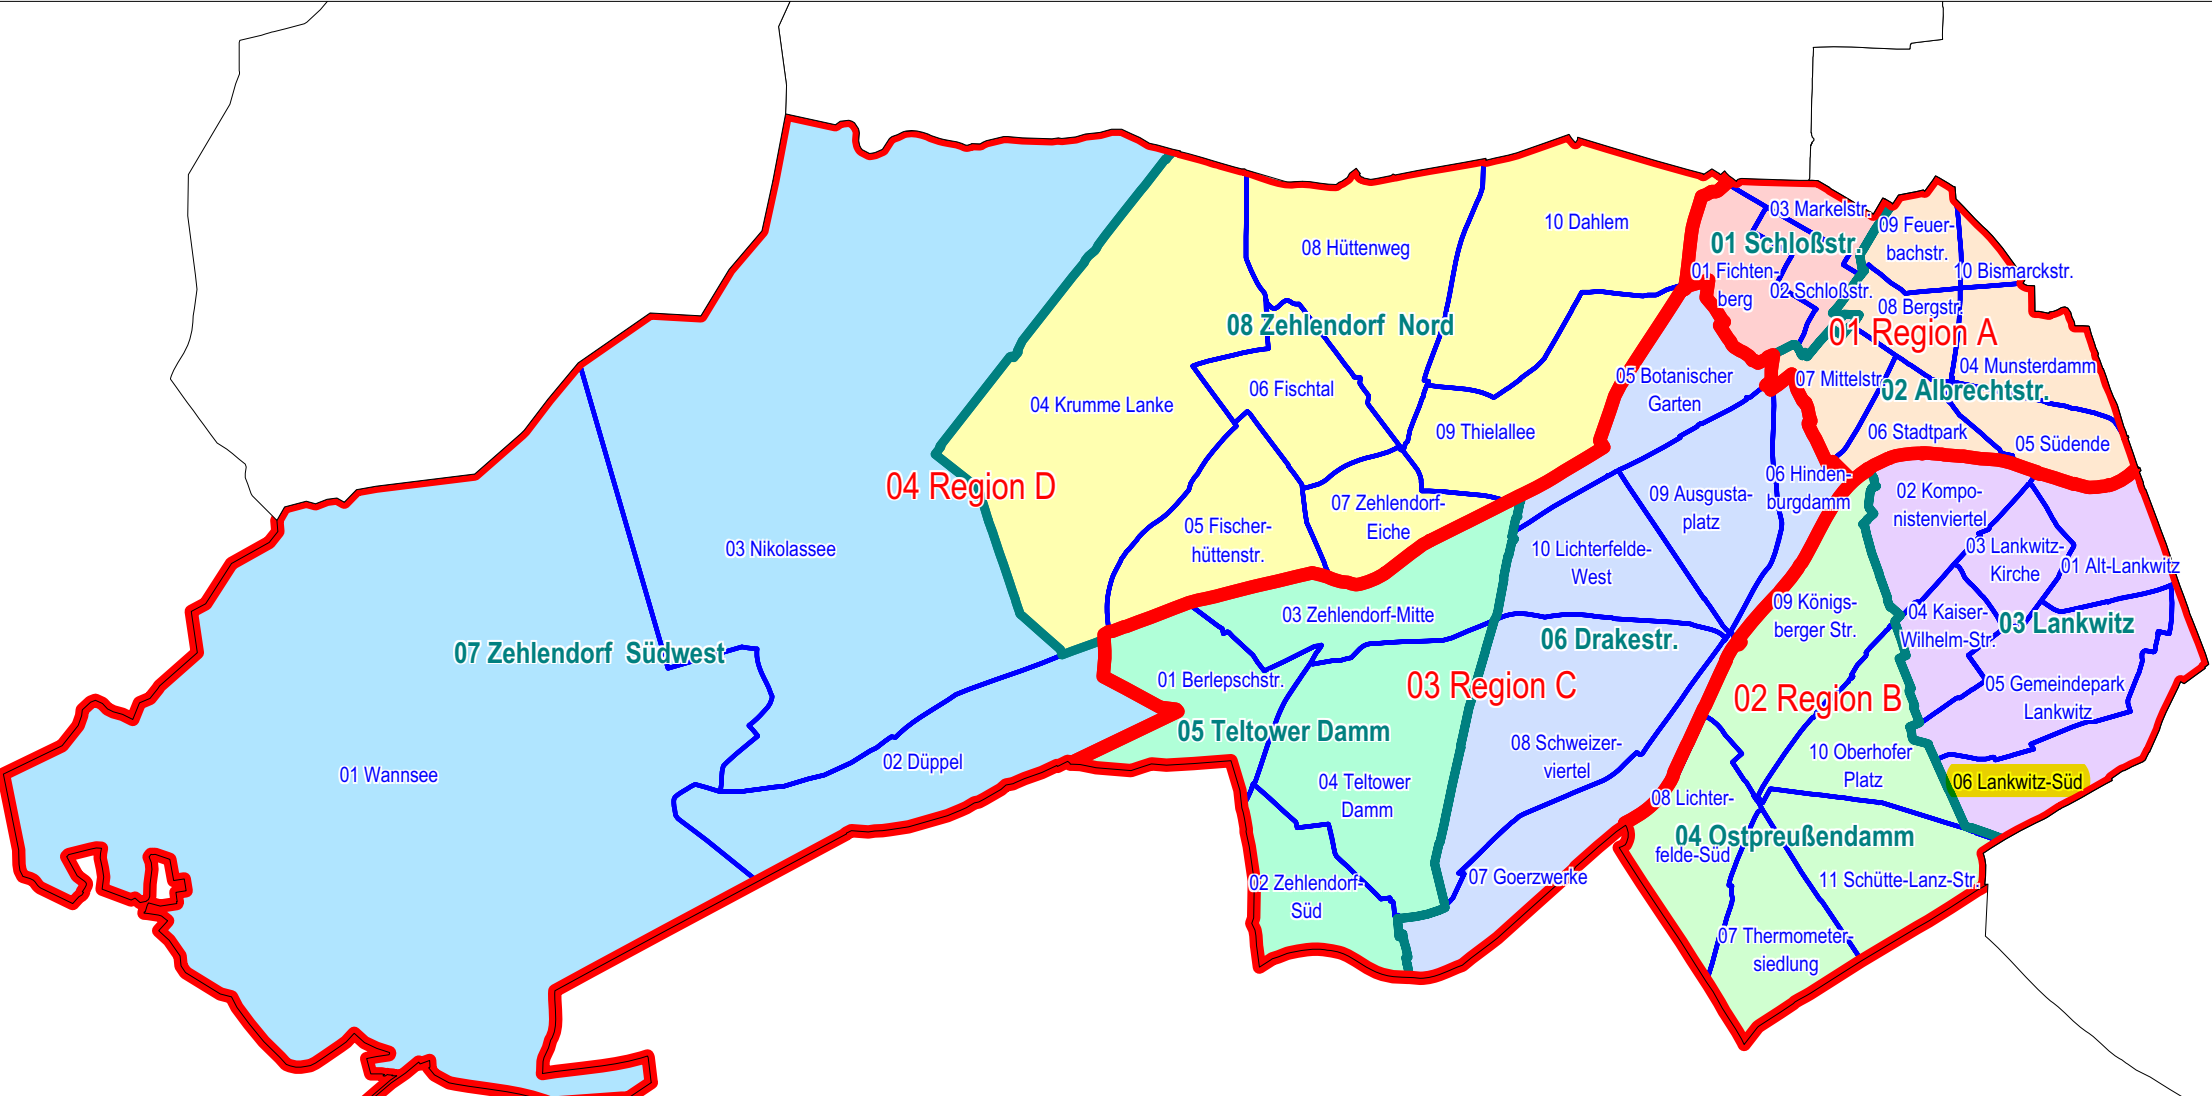 03 Markelstr.
01 Schloßstr.
01 Fichten-
berg
02 Schloßstr.
09 Feuer-
bachstr.
10 Bismarckstr.
08 Bergstr.
01 Region A
04 Munsterdamm
07 Mittelstr.
02 Albrechtstr.
06 Stadtpark
05 Südende
10 Dahlem
08 Hüttenweg
08 Zehlendorf Nord
06 Fischtal
04 Krumme Lanke
09 Thielallee
07 Zehlendorf-
Eiche
05 Fischer-
hüttenstr.
04 Region D
03 Nikolassee
07 Zehlendorf Südwest
01 Wannsee
02 Düppel
05 Botanischer
Garten
06 Hinden-
burgdamm
09 Ausgusta-
platz
10 Lichterfelde-
West
06 Drakestr.
03 Region C
08 Schweizer-
viertel
07 Goerzwerke
03 Zehlendorf-Mitte
01 Berlepschstr.
05 Teltower Damm
04 Teltower
Damm
02 Zehlendorf-
Süd
02 Kompo-
nistenviertel
03 Lankwitz-
Kirche
01 Alt-Lankwitz
04 Kaiser-
Wilhelm-Str.
03 Lankwitz
05 Gemeindepark
Lankwitz
06 Lankwitz-Süd
09 Königs-
berger Str.
02 Region B
10 Oberhofer
Platz
08 Lichter-
felde-Süd
04 Ostpreußendamm
11 Schütte-Lanz-Str.
07 Thermometer-
siedlung